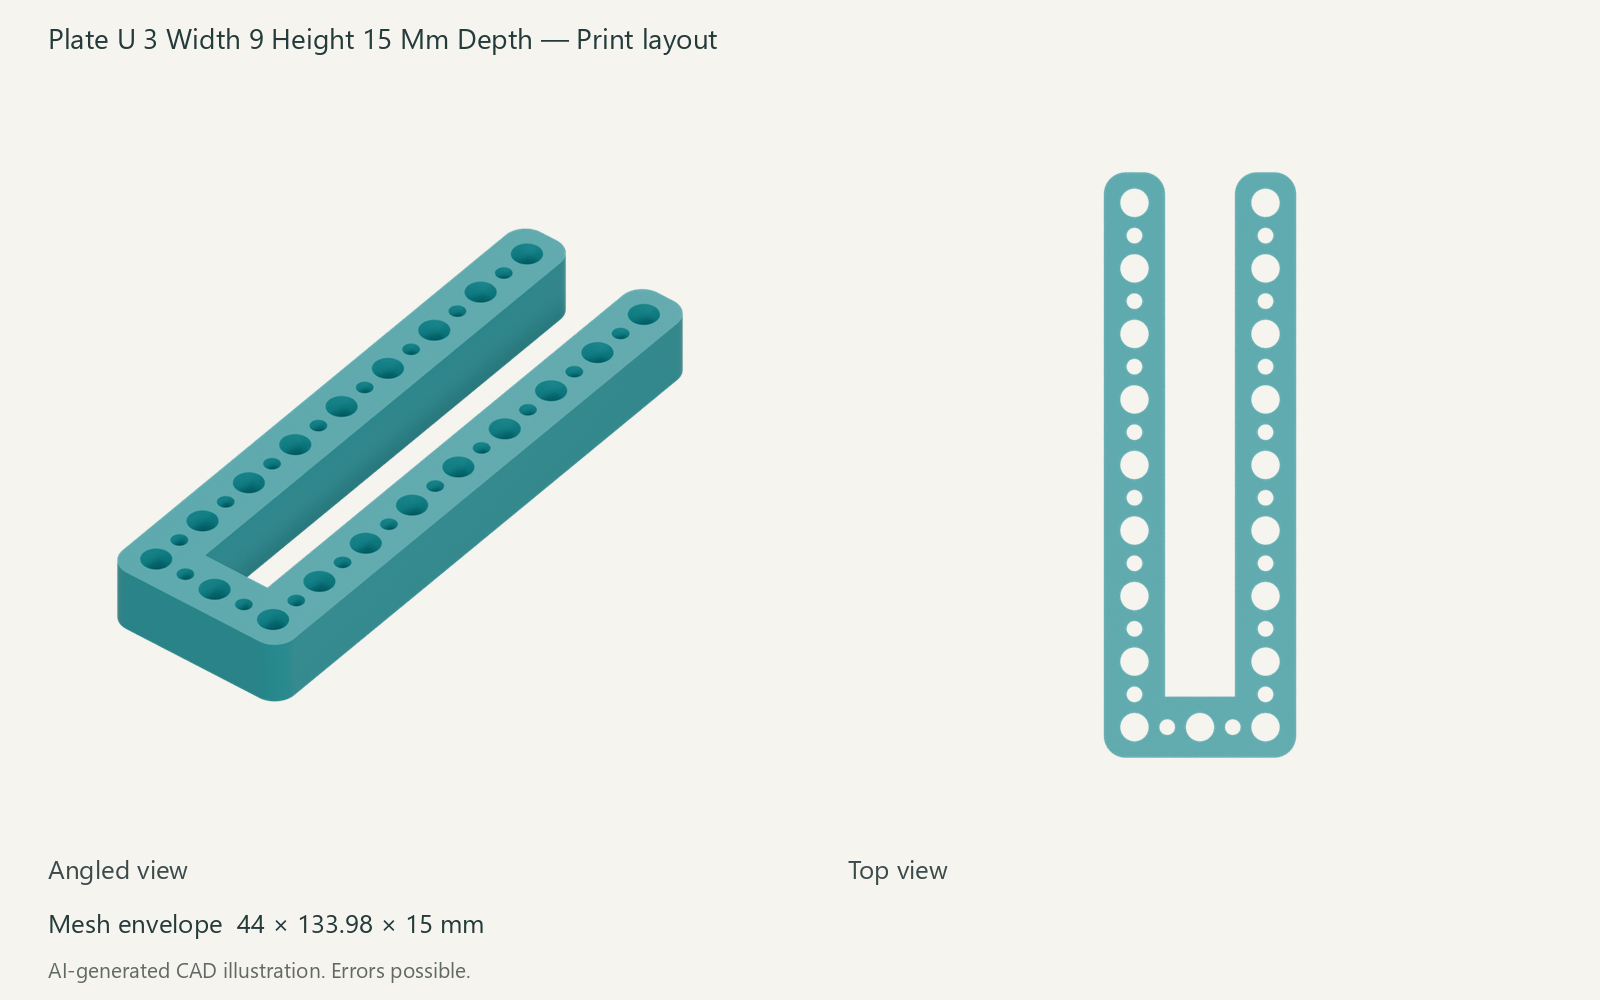 Plate U 3 Width 9 Height 15 Mm Depth — Print layout
Angled view
Top view
Mesh envelope 44 × 133.98 × 15 mm
AI-generated CAD illustration. Errors possible.